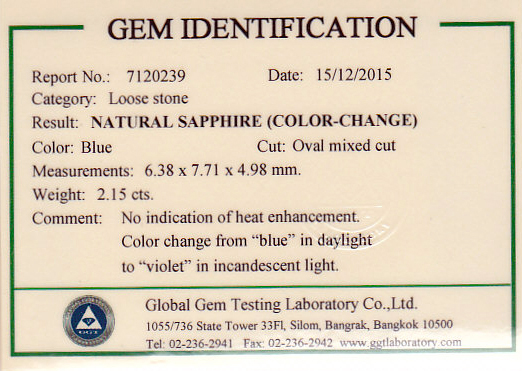 GEM IDENTIFICATION
Report No.: 7120239 Date: 15/12/2015
Category: Loose stone
Result: NATURAL SAPPHIRE (COLOR-CHANGE)
Color: Blue Cut: Oval mixed cut
Measurements: 6.38 x 7.71 x 4.98 mm.
Weight: 2.15 cts.
Comment: No indication of heat enhancement.
Color change from “blue” in daylight
to “violet” in incandescent light.
Global Gem Testing Laboratory Co.,Ltd.
1055/736 State Tower 33Fl, Silom, Bangrak, Bangkok 10500
Tel: 02-236-2941 Fax: 02-236-2942 www.ggtlaboratory.com